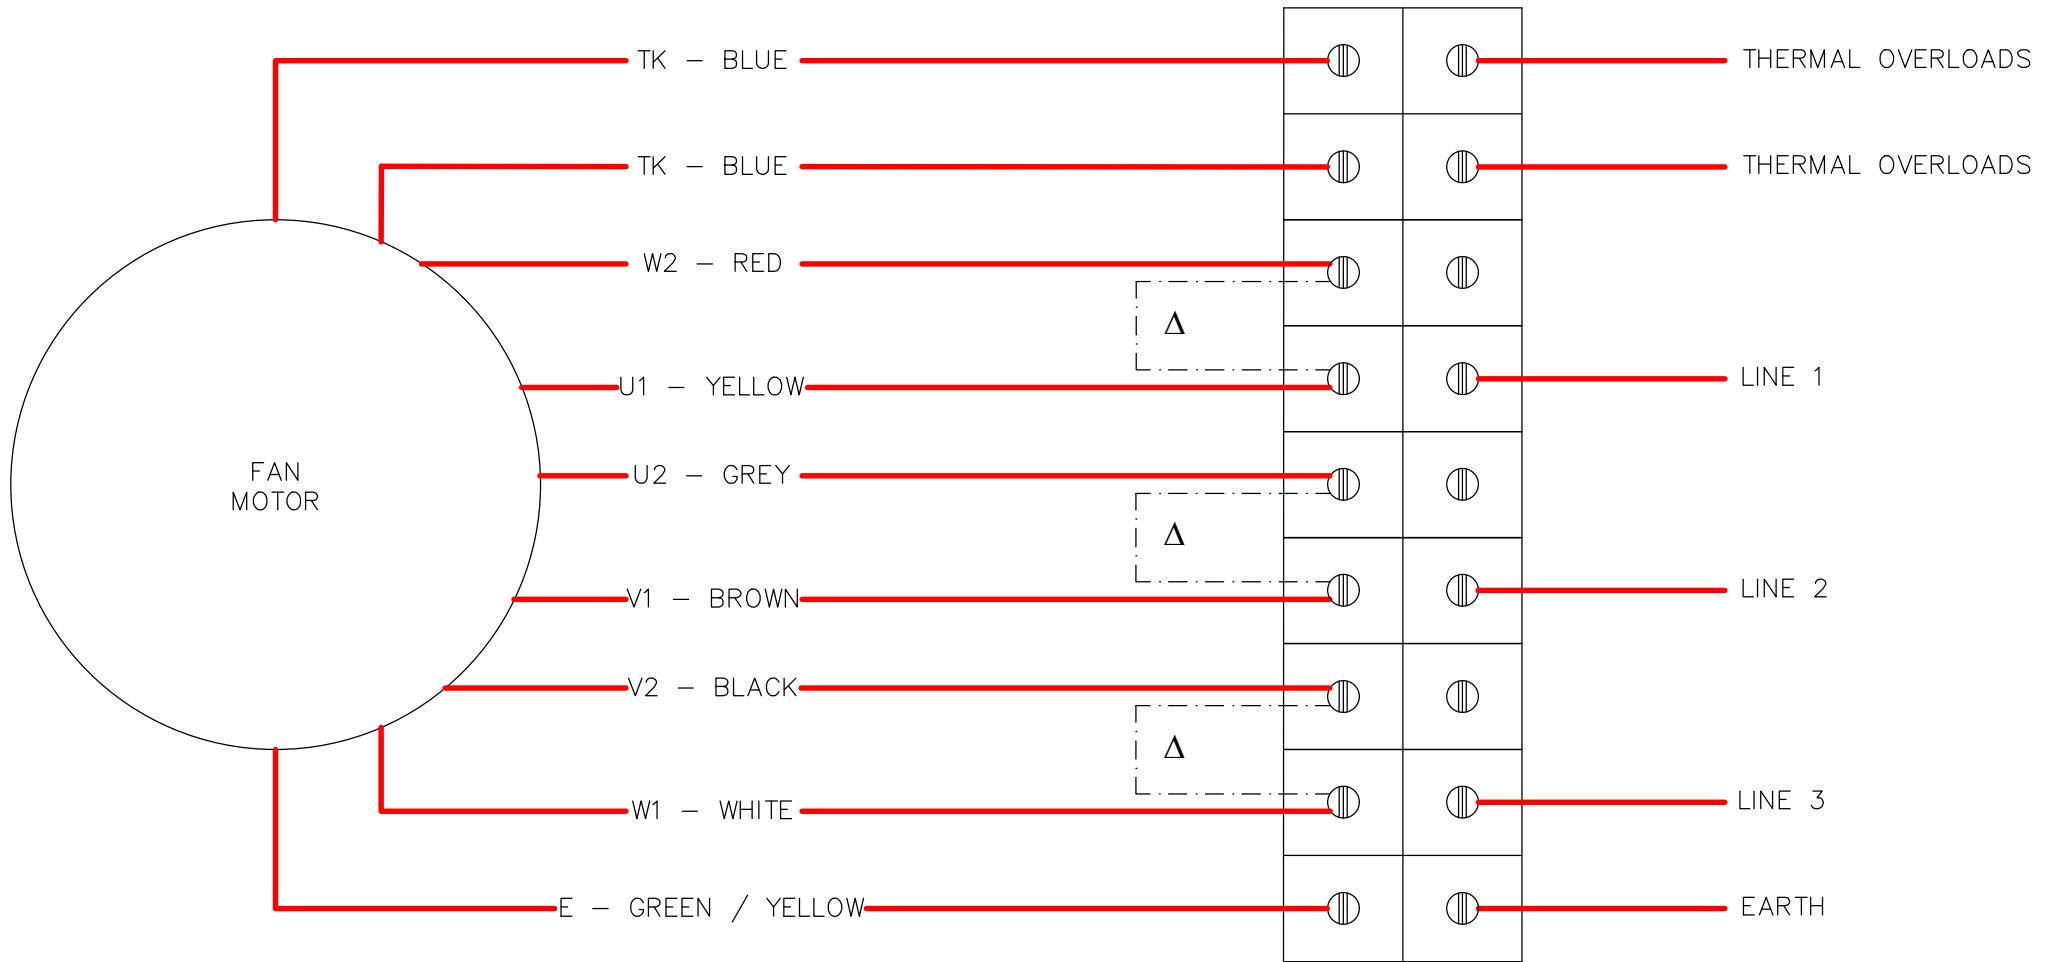 TK - BLUE
THERMAL OVERLOADS
TK - BLUE
THERMAL OVERLOADS
W2 - RED
Δ
U1 - YELLOW
LINE 1
FAN
MOTOR
U2 - GREY
Δ
V1 - BROWN
LINE 2
V2 - BLACK
Δ
W1 - WHITE
LINE 3
E - GREEN / YELLOW
EARTH